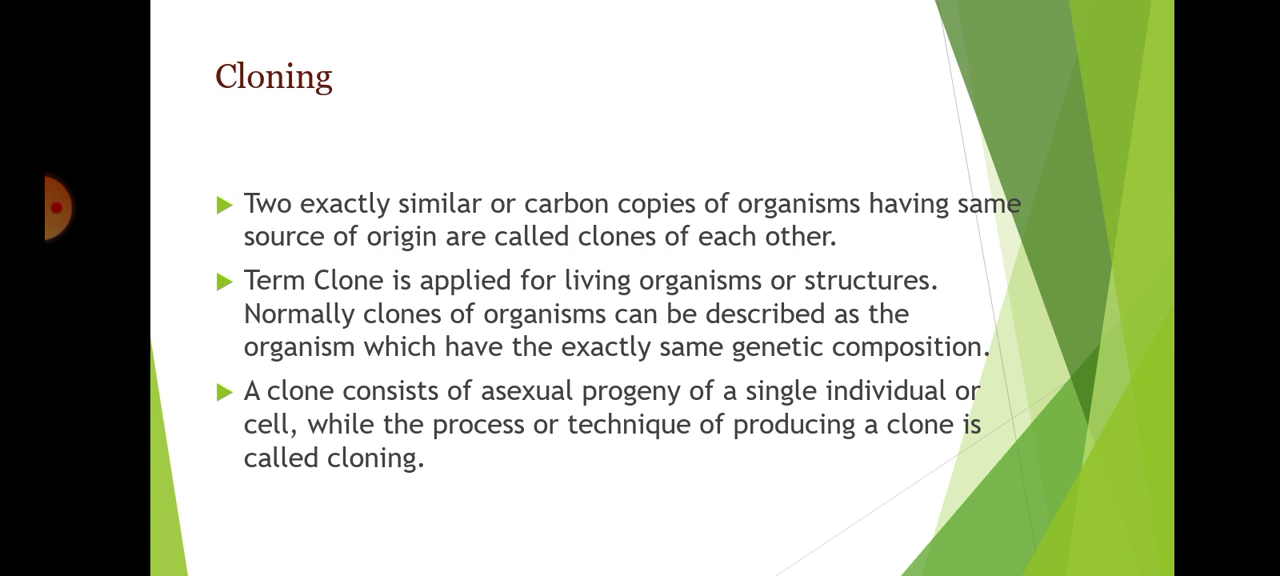 Cloning
Two exactly similar or carbon copies of organisms having same
source of origin are called clones of each other.
Term Clone is applied for living organisms or structures.
Normally clones of organisms can be described as the
organism which have the exactly same genetic composition.
A clone consists of asexual progeny of a single individual or
cell, while the process or technique of producing a clone is
called cloning.